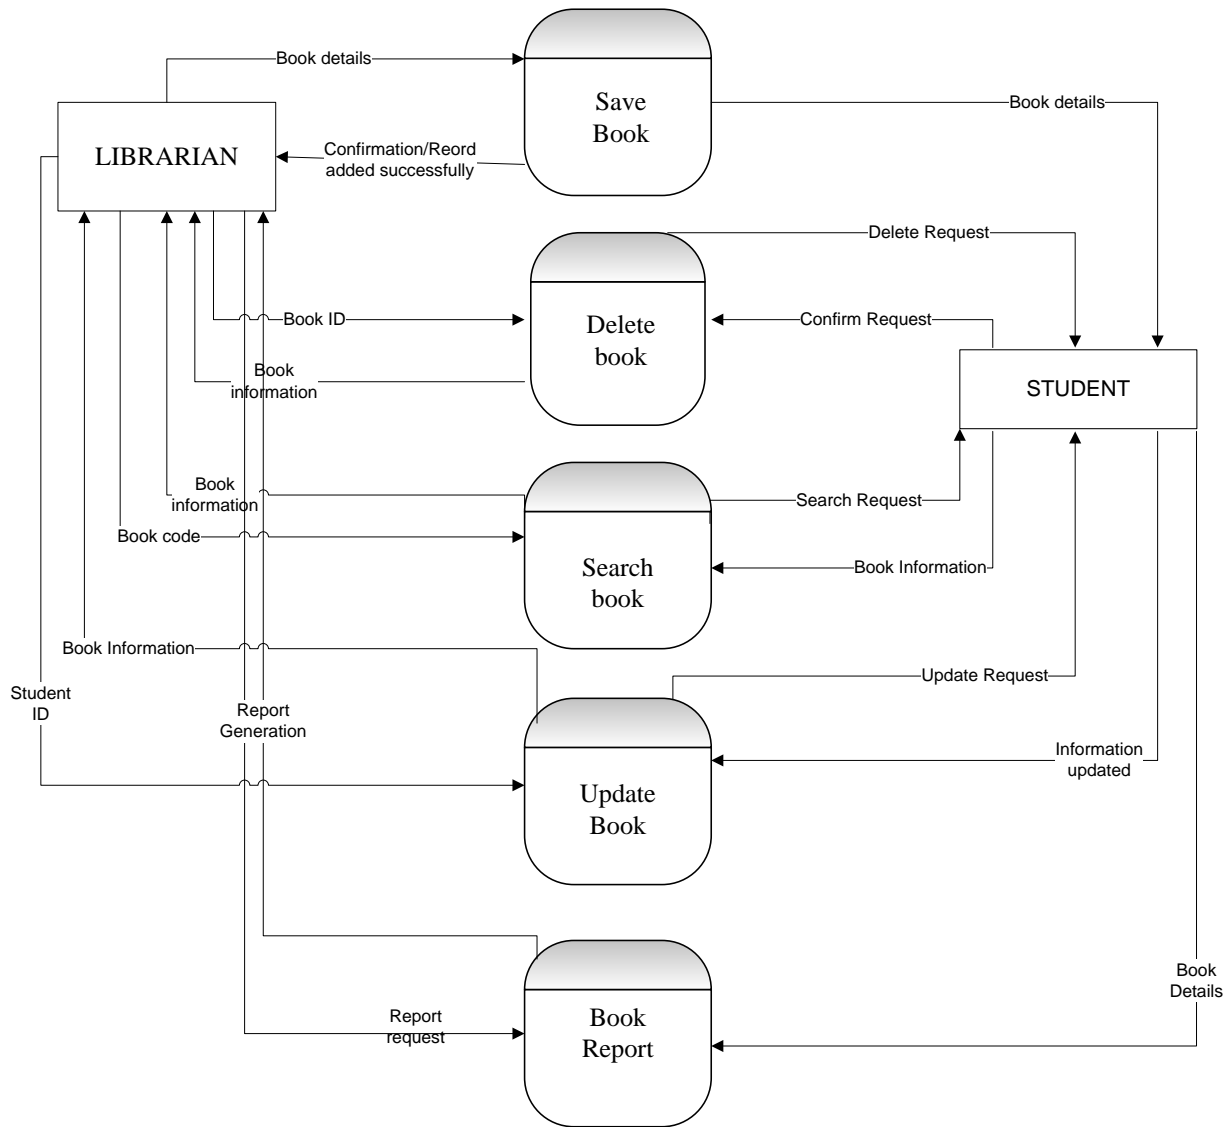 Book details
Save
Book
Book details
LIBRARIAN
Confirmation/Reord
added successfully
Delete Request
Book ID
Delete
book
Confirm Request
Book
information
STUDENT
Book
information
Search Request
Book code
Search
book
Book Information
Book Information
Update Request
Student
ID
Report
Generation
Information
updated
Update
Book
Book
Details
Report
request
Book
Report